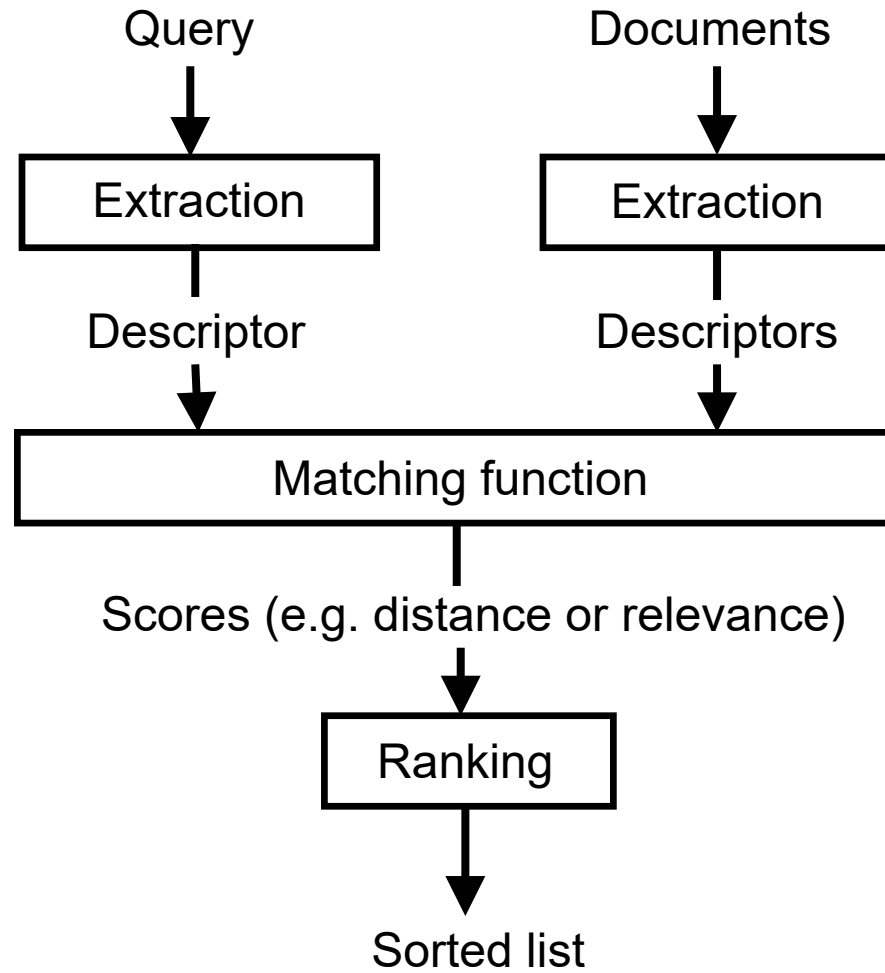 Query
Documents
Extraction
Extraction
Descriptor
Descriptors
Matching function
Scores (e.g. distance or relevance)
Ranking
Sorted list